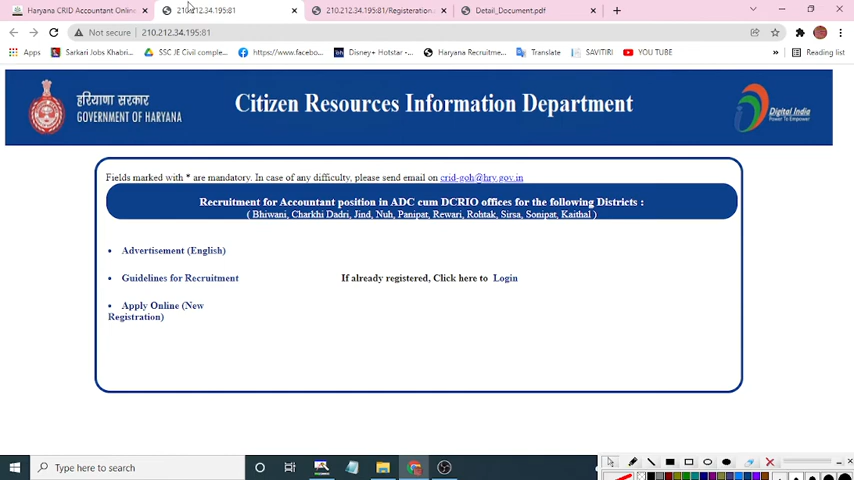 Haryana CRID Accountant Online
210.212.34.195:81
210.212.34.195:81/Registeration
Detail_Document.pdf
Not secure
210.212.34.195:81
Apps
Sarkari Jobs Khabri...
SSC JE Civil comple...
https://www.facebo...
Disney+ Hotstar -...
Haryana Recruitme...
Translate
SAVITIRI
YOU TUBE
»
Reading list
हरियाणा सरकार
GOVERNMENT OF HARYANA
Citizen Resources Information Department
Digital India
Power To Empower
Fields marked with * are mandatory. In case of any difficulty, please send email on crid-goh@hry.gov.in
Recruitment for Accountant position in ADC cum DCRIO offices for the following Districts :
( Bhiwani, Charkhi Dadri, Jind, Nuh, Panipat, Rewari, Rohtak, Sirsa, Sonipat, Kaithal )
• Advertisement (English)
• Guidelines for Recruitment
If already registered, Click here to Login
• Apply Online (New
Registration)
Type here to search